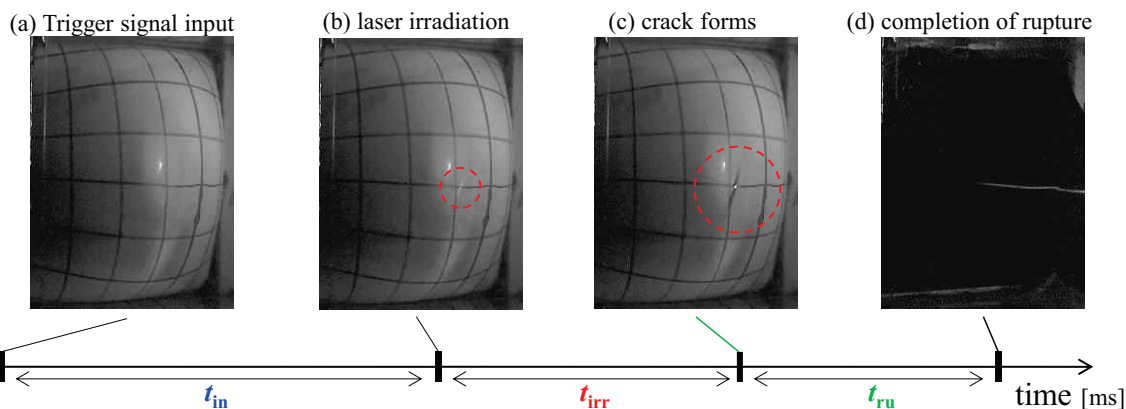 (a) Trigger signal input
(b) laser irradiation
(c) crack forms
(d) completion of rupture
t_in
t_irr
t_ru
time [ms]